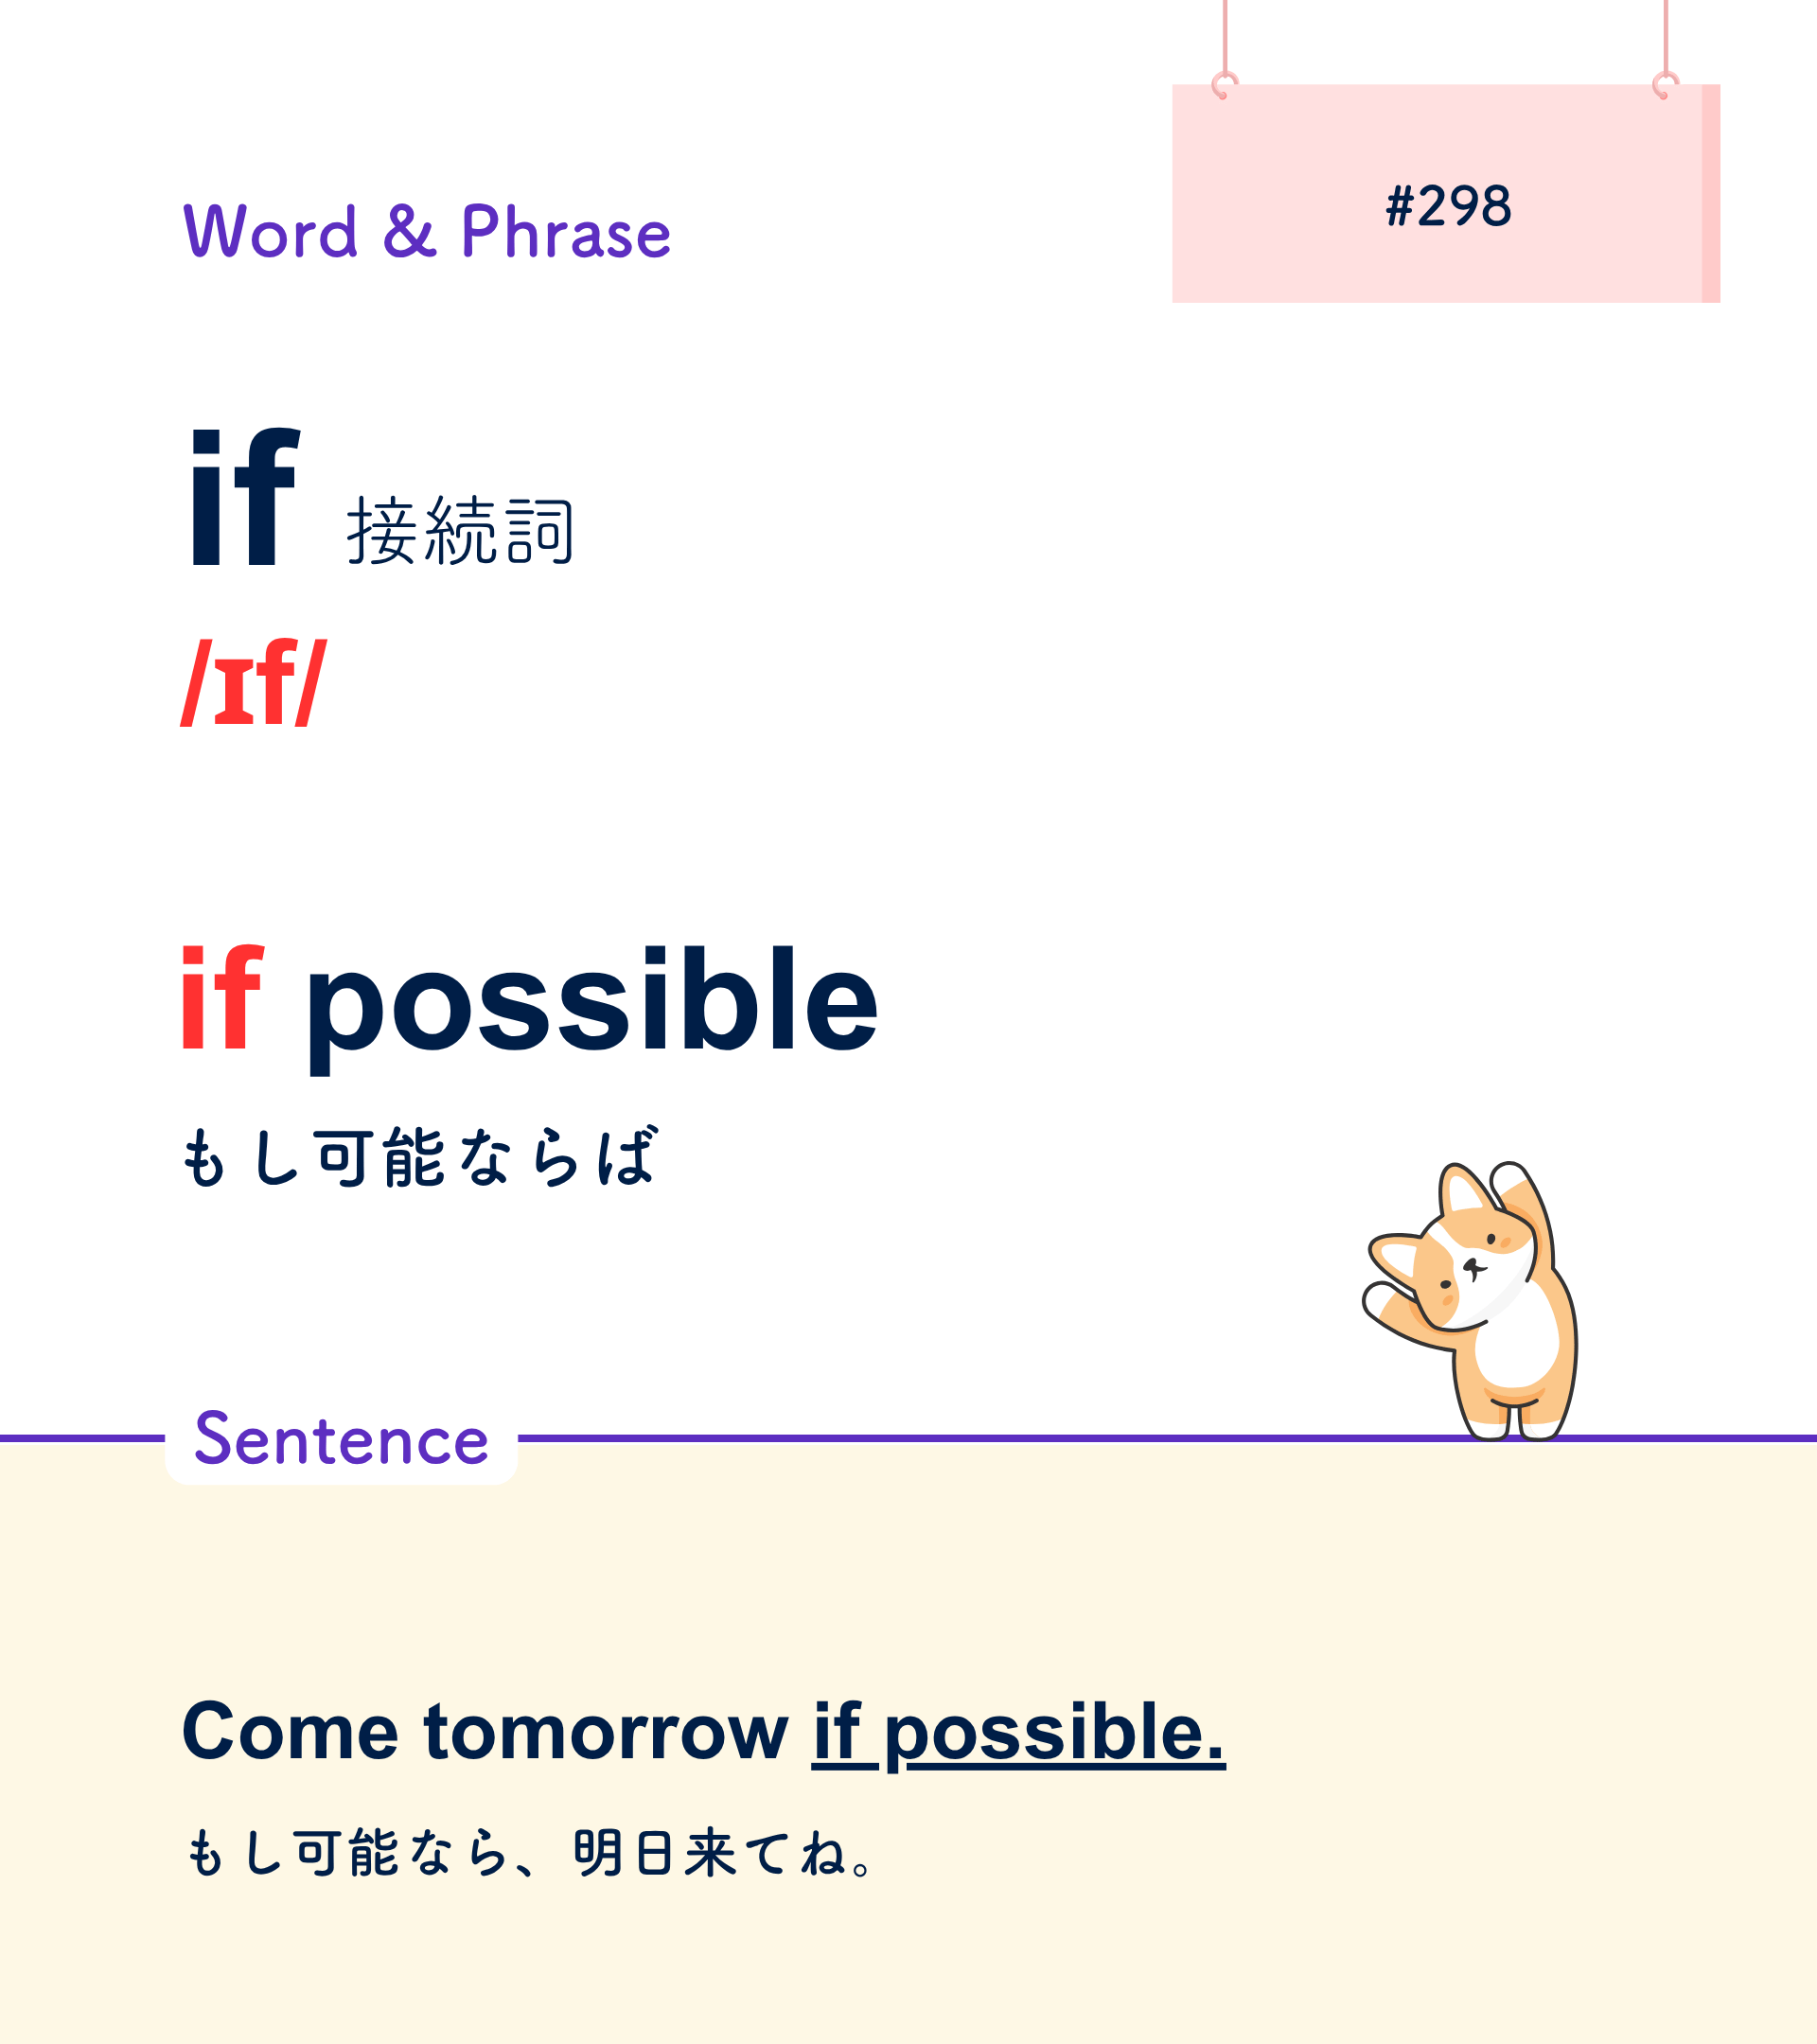 #298
Word & Phrase
if 接続詞
/ɪf/
if possible
もし可能ならば
Sentence
Come tomorrow if possible.
もし可能なら、明日来てね。